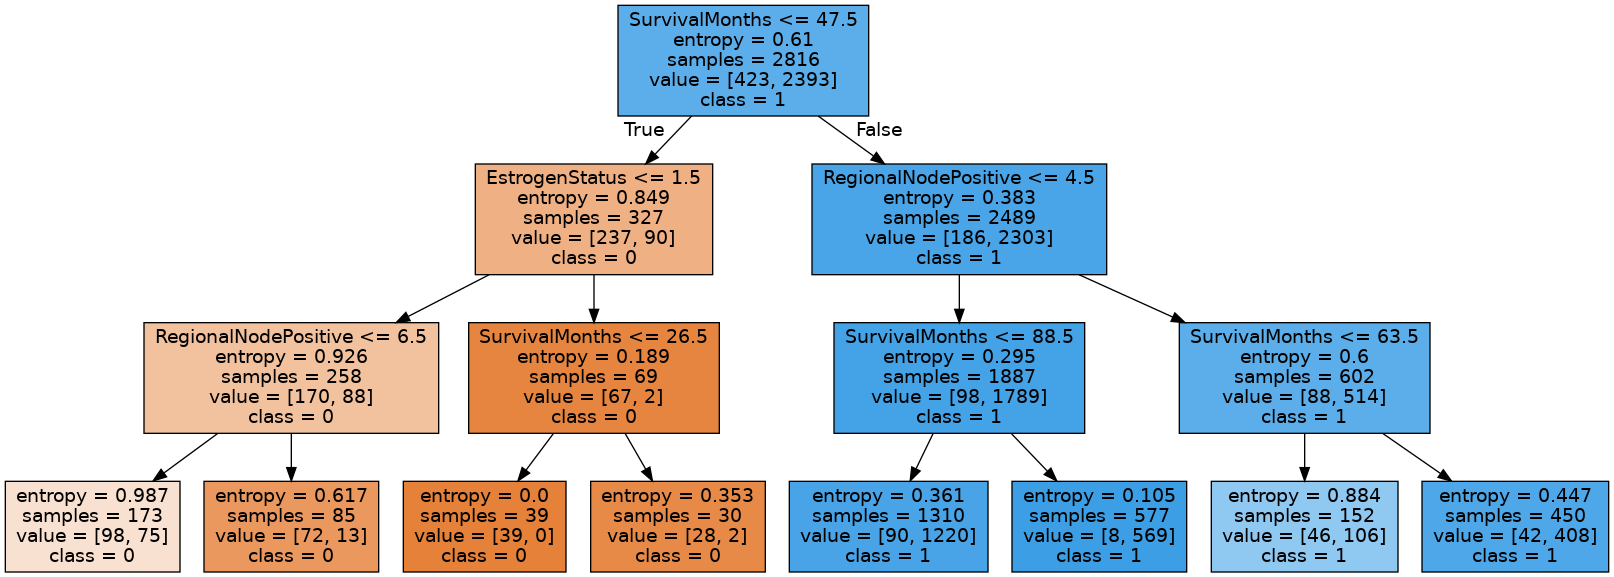 SurvivalMonths <= 47.5
entropy = 0.61
samples = 2816
value = [423, 2393]
class = 1
True
False
EstrogenStatus <= 1.5
entropy = 0.849
samples = 327
value = [237, 90]
class = 0
RegionalNodePositive <= 4.5
entropy = 0.383
samples = 2489
value = [186, 2303]
class = 1
RegionalNodePositive <= 6.5
entropy = 0.926
samples = 258
value = [170, 88]
class = 0
SurvivalMonths <= 26.5
entropy = 0.189
samples = 69
value = [67, 2]
class = 0
SurvivalMonths <= 88.5
entropy = 0.295
samples = 1887
value = [98, 1789]
class = 1
SurvivalMonths <= 63.5
entropy = 0.6
samples = 602
value = [88, 514]
class = 1
entropy = 0.987
samples = 173
value = [98, 75]
class = 0
entropy = 0.617
samples = 85
value = [72, 13]
class = 0
entropy = 0.0
samples = 39
value = [39, 0]
class = 0
entropy = 0.353
samples = 30
value = [28, 2]
class = 0
entropy = 0.361
samples = 1310
value = [90, 1220]
class = 1
entropy = 0.105
samples = 577
value = [8, 569]
class = 1
entropy = 0.884
samples = 152
value = [46, 106]
class = 1
entropy = 0.447
samples = 450
value = [42, 408]
class = 1